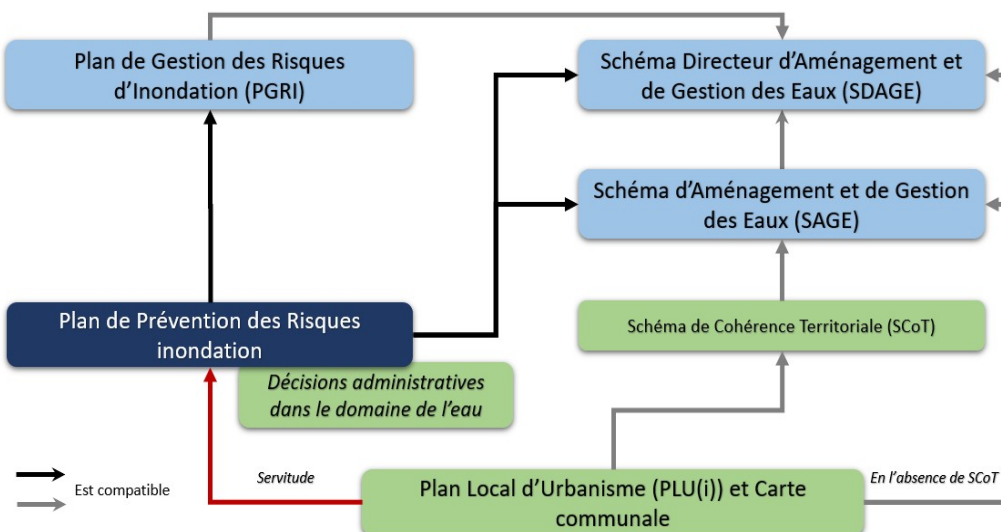 Plan de Gestion des Risques
d’Inondation (PGRI)
Schéma Directeur d’Aménagement et
de Gestion des Eaux (SDAGE)
Schéma d’Aménagement et de Gestion
des Eaux (SAGE)
Plan de Prévention des Risques
inondation
Schéma de Cohérence Territoriale (SCoT)
Décisions administratives
dans le domaine de l’eau
Est compatible
Servitude
Plan Local d’Urbanisme (PLU(i)) et Carte
communale
En l’absence de SCoT